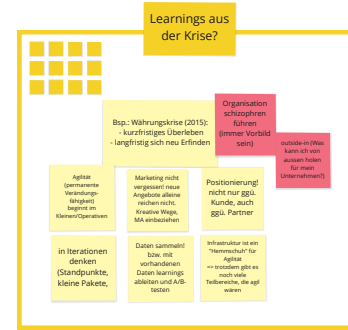 Learnings aus
der Krise?
Bsp.: Währungskrise (2015):
- kurzfristiges Überleben
- langfristig sich neu Erfinden
Organisation
schizophren
führen
(immer Vorbild
sein)
outside-in (Was
kann ich von
aussen holen
für mein
Unternehmen?)
Agilität
(permanente
Verändungs-
fähigkeit)
beginnt im
Kleinen/Operativen
Marketing nicht
vergessen! neue
Angebote alleine
reichen nicht.
Kreative Wege,
MA einbeziehen
Positionierung!
nicht nur ggü.
Kunde, auch
ggü. Partner
in Iterationen
denken
(Standpunkte,
kleine Pakete,
Daten sammeln!
bzw. mit
vorhandenen
Daten learnings
ableiten und A/B-
testen
Infrastruktur ist ein
"Hemmschuh" für
Agilität
=> trotzdem gibt es
noch viele
Teilbereiche, die agil
wären